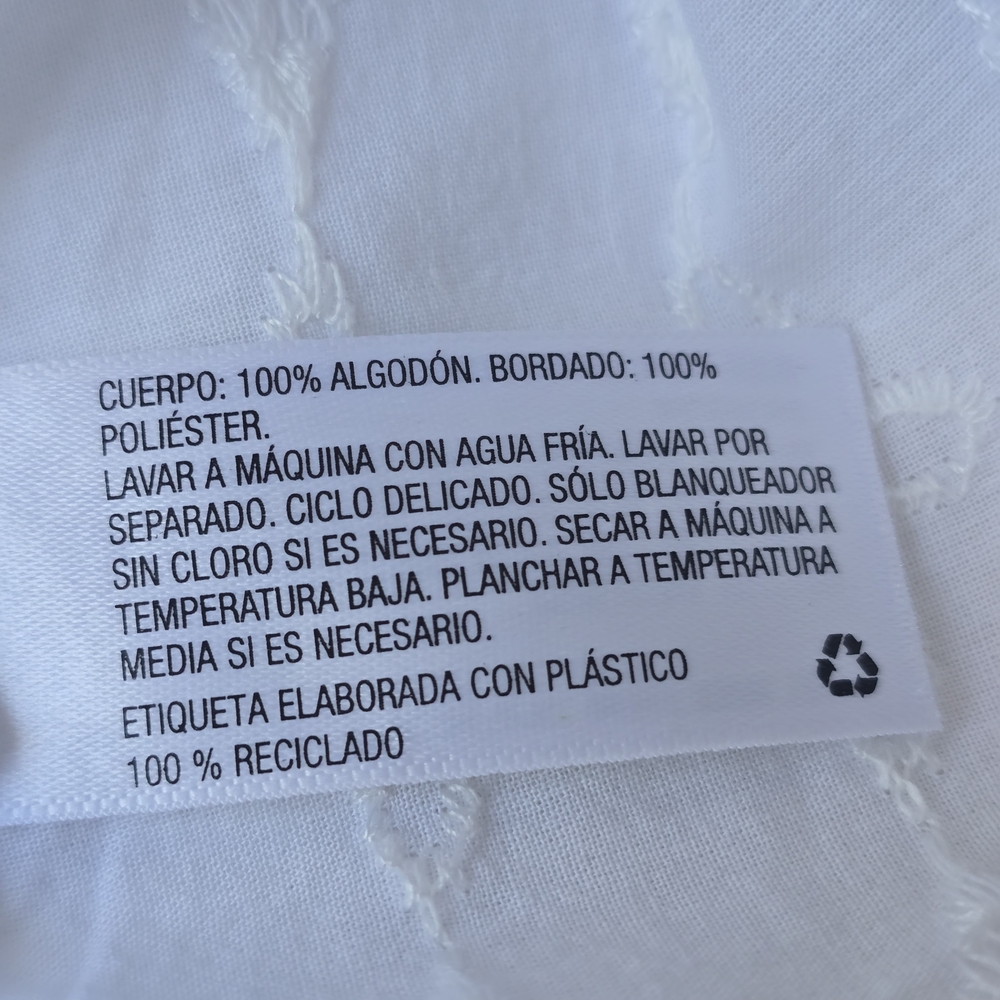 CUERPO: 100% ALGODÓN. BORDADO: 100%
POLIÉSTER.
LAVAR A MÁQUINA CON AGUA FRÍA. LAVAR POR
SEPARADO. CICLO DELICADO. SÓLO BLANQUEADOR
SIN CLORO SI ES NECESARIO. SECAR A MÁQUINA A
TEMPERATURA BAJA. PLANCHAR A TEMPERATURA
MEDIA SI ES NECESARIO.
ETIQUETA ELABORADA CON PLÁSTICO
100 % RECICLADO